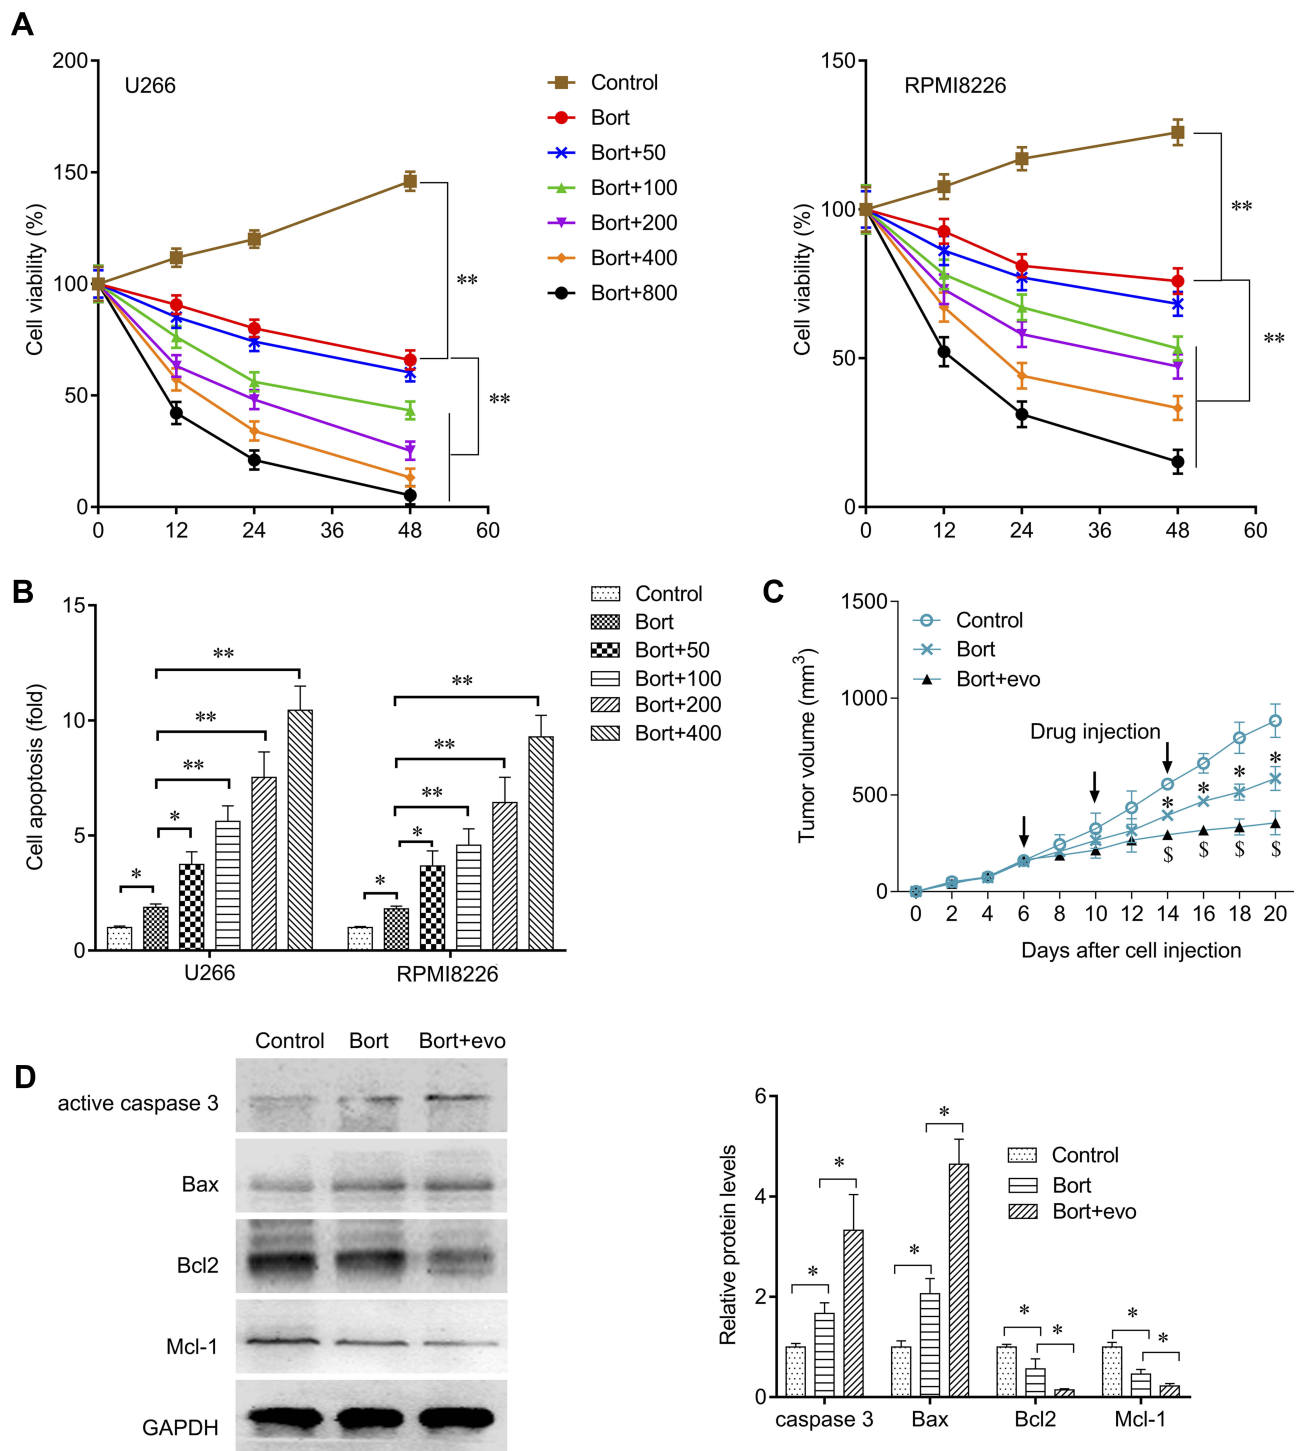 A
U266
Cell viability (%)
200
150
100
50
0
0 12 24 36 48 60
**
**
Control
Bort
Bort+50
Bort+100
Bort+200
Bort+400
Bort+800
RPMI8226
Cell viability (%)
150
100
50
0
0 12 24 36 48 60
**
**
B
Cell apoptosis (fold)
15
10
5
0
* * ** ** **
* * ** ** **
U266 RPMI8226
Control
Bort
Bort+50
Bort+100
Bort+200
Bort+400
C
Tumor volume (mm3)
1500
1000
500
0
Control
Bort
Bort+evo
Drug injection
* * * *
$ $ $ $
0 2 4 6 8 10 12 14 16 18 20
Days after cell injection
D
Control Bort Bort+evo
active caspase 3
Bax
Bcl2
Mcl-1
GAPDH
Relative protein levels
6
4
2
0
* * * * * * * *
Control
Bort
Bort+evo
caspase 3 Bax Bcl2 Mcl-1